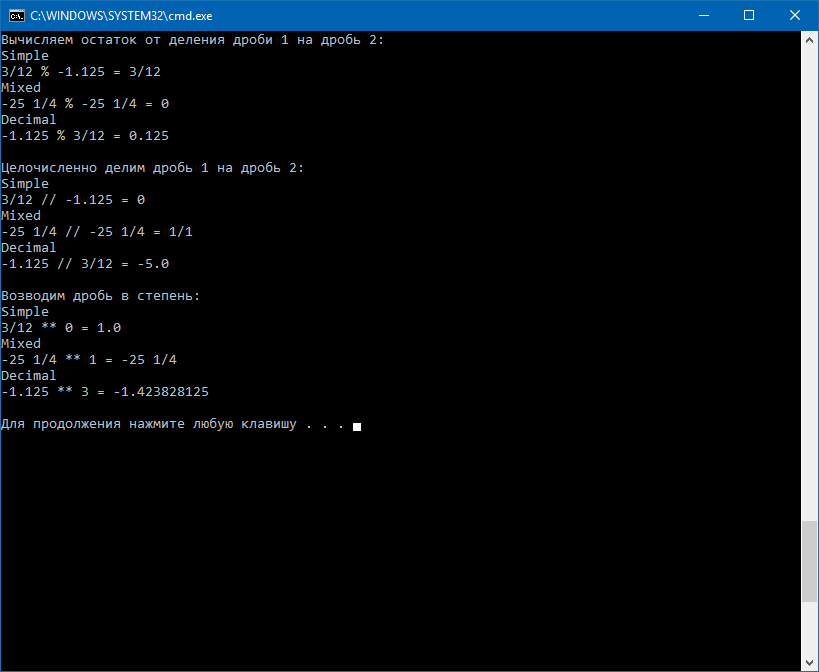 C:\WINDOWS\SYSTEM32\cmd.exe
Вычисляем остаток от деления дроби 1 на дробь 2:
Simple
3/12 % -1.125 = 3/12
Mixed
-25 1/4 % -25 1/4 = 0
Decimal
-1.125 % 3/12 = 0.125
Целочисленно делим дробь 1 на дробь 2:
Simple
3/12 // -1.125 = 0
Mixed
-25 1/4 // -25 1/4 = 1/1
Decimal
-1.125 // 3/12 = -5.0
Возводим дробь в степень:
Simple
3/12 ** 0 = 1.0
Mixed
-25 1/4 ** 1 = -25 1/4
Decimal
-1.125 ** 3 = -1.423828125
Для продолжения нажмите любую клавишу . . .